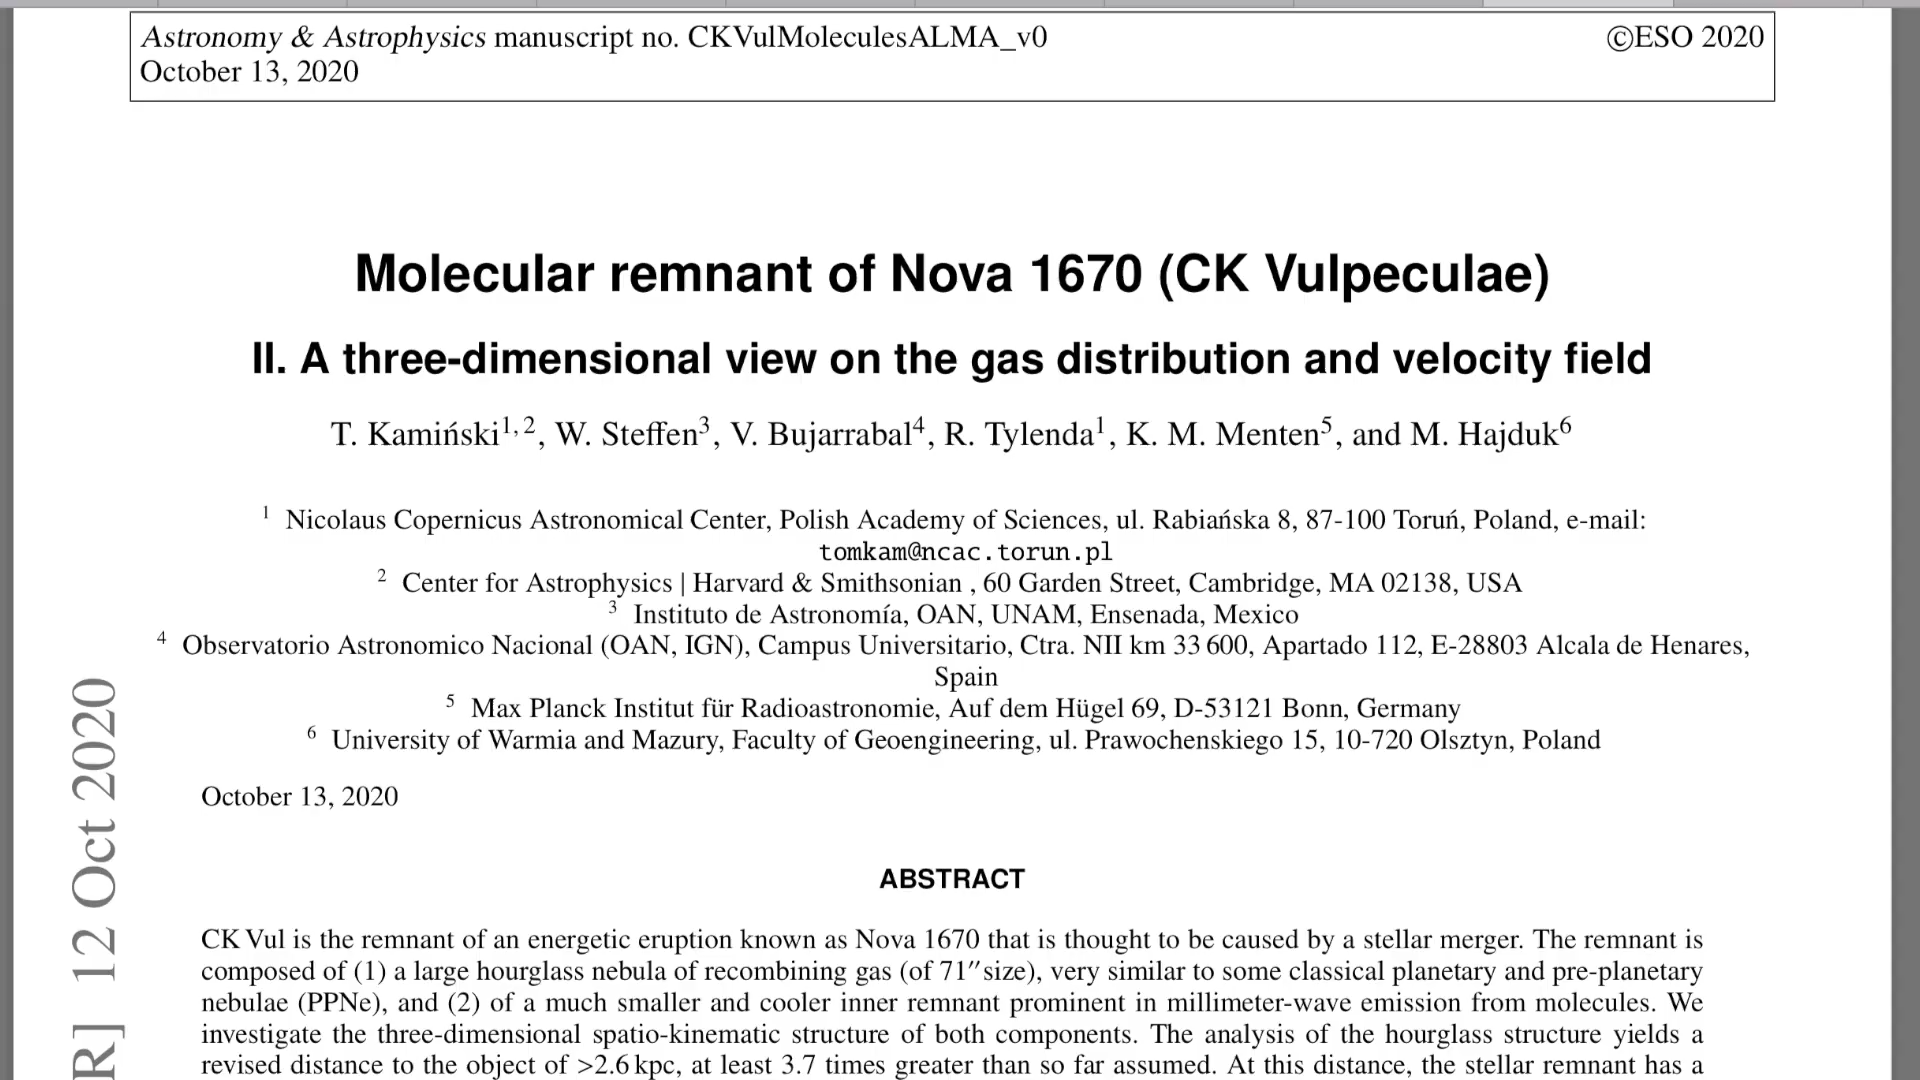 Astronomy & Astrophysics manuscript no. CKVulMoleculesALMA_v0 ©ESO 2020
October 13, 2020
Molecular remnant of Nova 1670 (CK Vulpeculae)
II. A three-dimensional view on the gas distribution and velocity field
T. Kamiński1,2, W. Steffen3, V. Bujarrabal4, R. Tylenda1, K. M. Menten5, and M. Hajduk6
1 Nicolaus Copernicus Astronomical Center, Polish Academy of Sciences, ul. Rabiańska 8, 87-100 Toruń, Poland, e-mail:
tomkam@ncac.torun.pl
2 Center for Astrophysics | Harvard & Smithsonian , 60 Garden Street, Cambridge, MA 02138, USA
3 Instituto de Astronomía, OAN, UNAM, Ensenada, Mexico
4 Observatorio Astronomico Nacional (OAN, IGN), Campus Universitario, Ctra. NII km 33 600, Apartado 112, E-28803 Alcala de Henares,
Spain
5 Max Planck Institut für Radioastronomie, Auf dem Hügel 69, D-53121 Bonn, Germany
6 University of Warmia and Mazury, Faculty of Geoengineering, ul. Prawochenskiego 15, 10-720 Olsztyn, Poland
October 13, 2020
ABSTRACT
CK Vul is the remnant of an energetic eruption known as Nova 1670 that is thought to be caused by a stellar merger. The remnant is
composed of (1) a large hourglass nebula of recombining gas (of 71″size), very similar to some classical planetary and pre-planetary
nebulae (PPNe), and (2) of a much smaller and cooler inner remnant prominent in millimeter-wave emission from molecules. We
investigate the three-dimensional spatio-kinematic structure of both components. The analysis of the hourglass structure yields a
revised distance to the object of >2.6 kpc, at least 3.7 times greater than so far assumed. At this distance, the stellar remnant has a
R] 12 Oct 2020